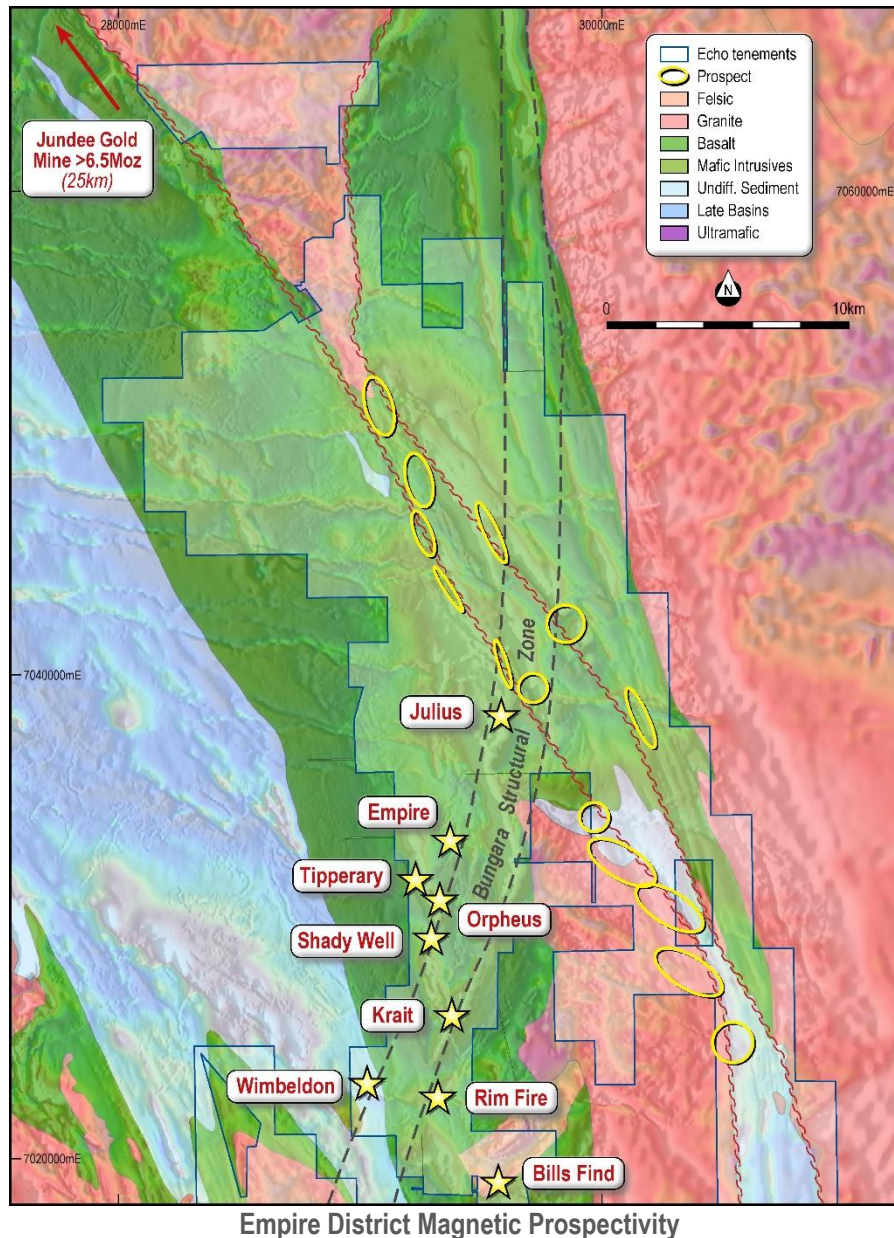 28000mE
30000mE
Echo tenements
Prospect
Felsic
Granite
Basalt
Mafic Intrusives
Undiff. Sediment
Late Basins
Ultramafic
Jundee Gold
Mine >6.5Moz
(25km)
7060000mE
N
0
10km
Bungara Structural Zone
7040000mE
Julius
Empire
Tipperary
Orpheus
Shady Well
Krait
Wimbeldon
Rim Fire
7020000mE
Bills Find
Empire District Magnetic Prospectivity